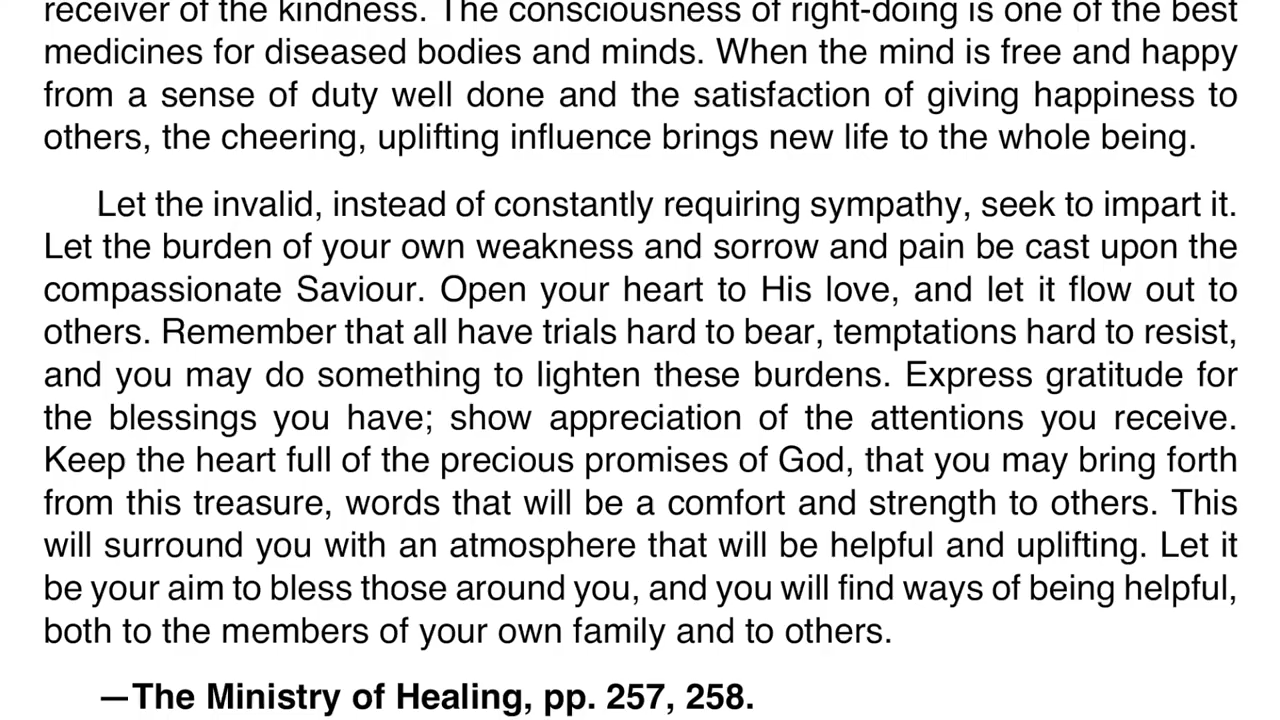 receiver of the kindness. The consciousness of right-doing is one of the best
medicines for diseased bodies and minds. When the mind is free and happy
from a sense of duty well done and the satisfaction of giving happiness to
others, the cheering, uplifting influence brings new life to the whole being.
Let the invalid, instead of constantly requiring sympathy, seek to impart it.
Let the burden of your own weakness and sorrow and pain be cast upon the
compassionate Saviour. Open your heart to His love, and let it flow out to
others. Remember that all have trials hard to bear, temptations hard to resist,
and you may do something to lighten these burdens. Express gratitude for
the blessings you have; show appreciation of the attentions you receive.
Keep the heart full of the precious promises of God, that you may bring forth
from this treasure, words that will be a comfort and strength to others. This
will surround you with an atmosphere that will be helpful and uplifting. Let it
be your aim to bless those around you, and you will find ways of being helpful,
both to the members of your own family and to others.
—The Ministry of Healing, pp. 257, 258.